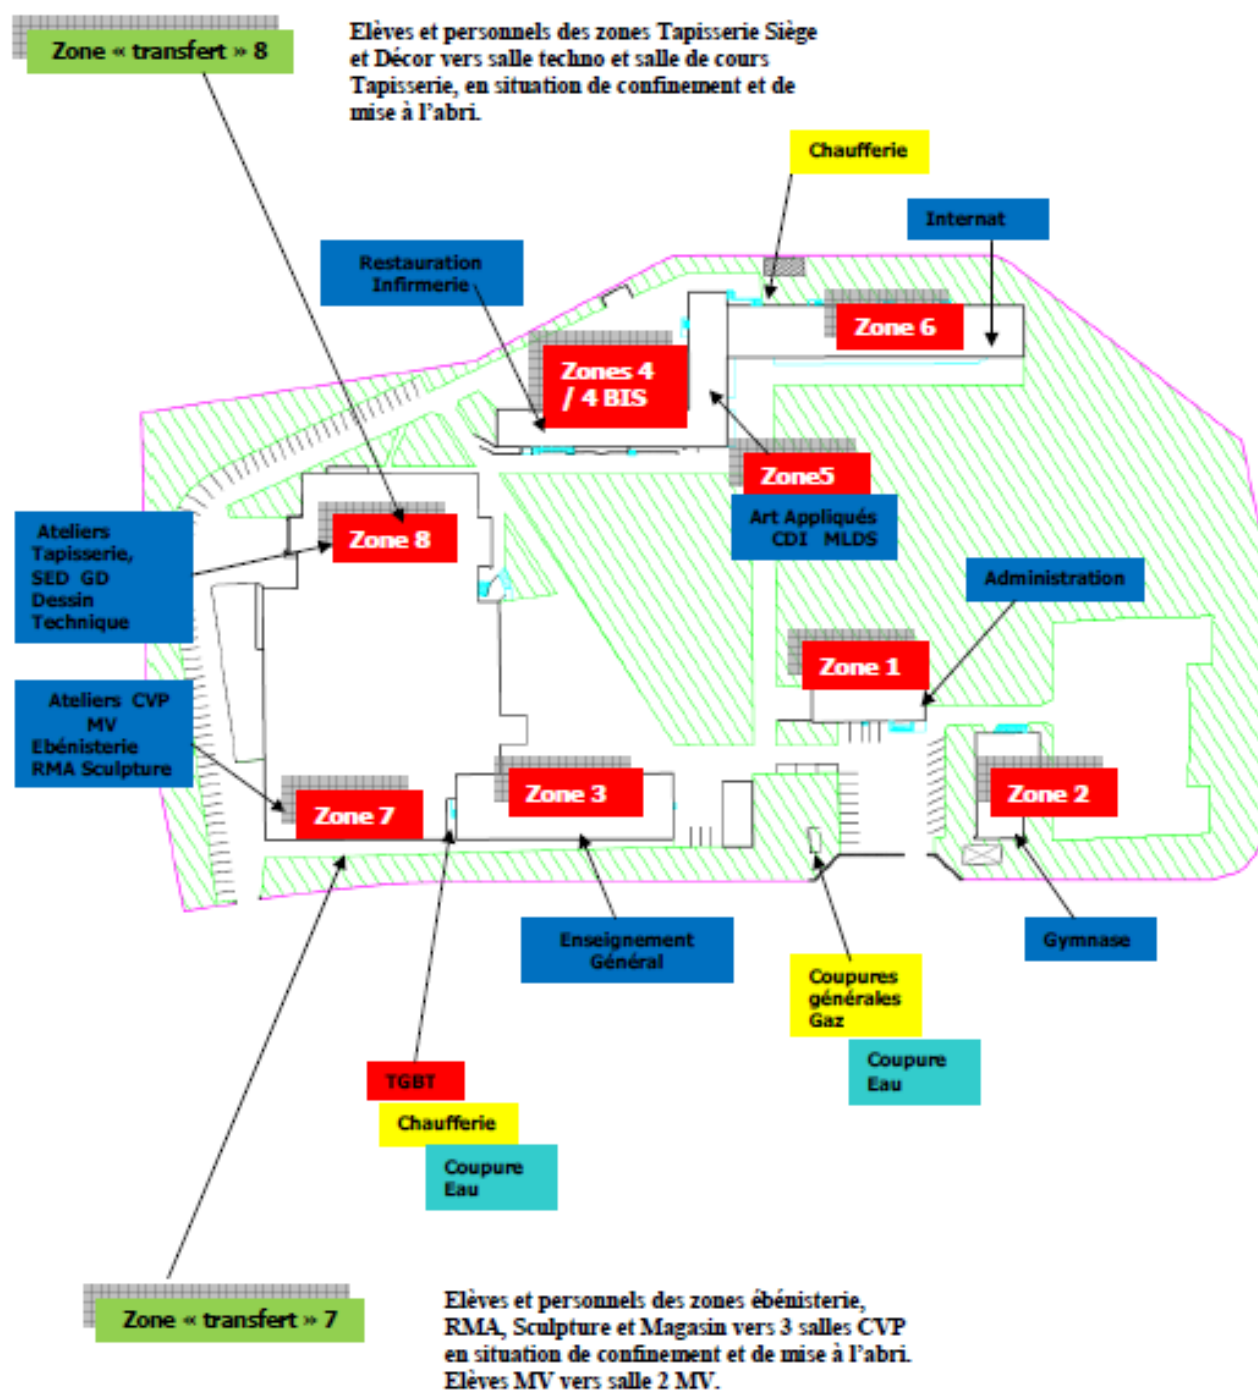 Zone « transfert » 8
Elèves et personnels des zones Tapisserie Siège
et Décor vers salle techno et salle de cours
Tapisserie, en situation de confinement et de
mise à l'abri.
Chaufferie
Internat
Restauration
Infirmerie
Zone 6
Zones 4
/ 4 BIS
Zone5
Art Appliqués
CDI MLDS
Ateliers
Tapisserie,
SED GD
Dessin
Technique
Zone 8
Administration
Zone 1
Ateliers CVP
MV
Ebénisterie
RMA Sculpture
Zone 7
Zone 3
Zone 2
Enseignement
Général
Gymnase
Coupures
générales
Gaz
Coupure
Eau
TGBT
Chaufferie
Coupure
Eau
Zone « transfert » 7
Elèves et personnels des zones ébénisterie,
RMA, Sculpture et Magasin vers 3 salles CVP
en situation de confinement et de mise à l'abri.
Elèves MV vers salle 2 MV.